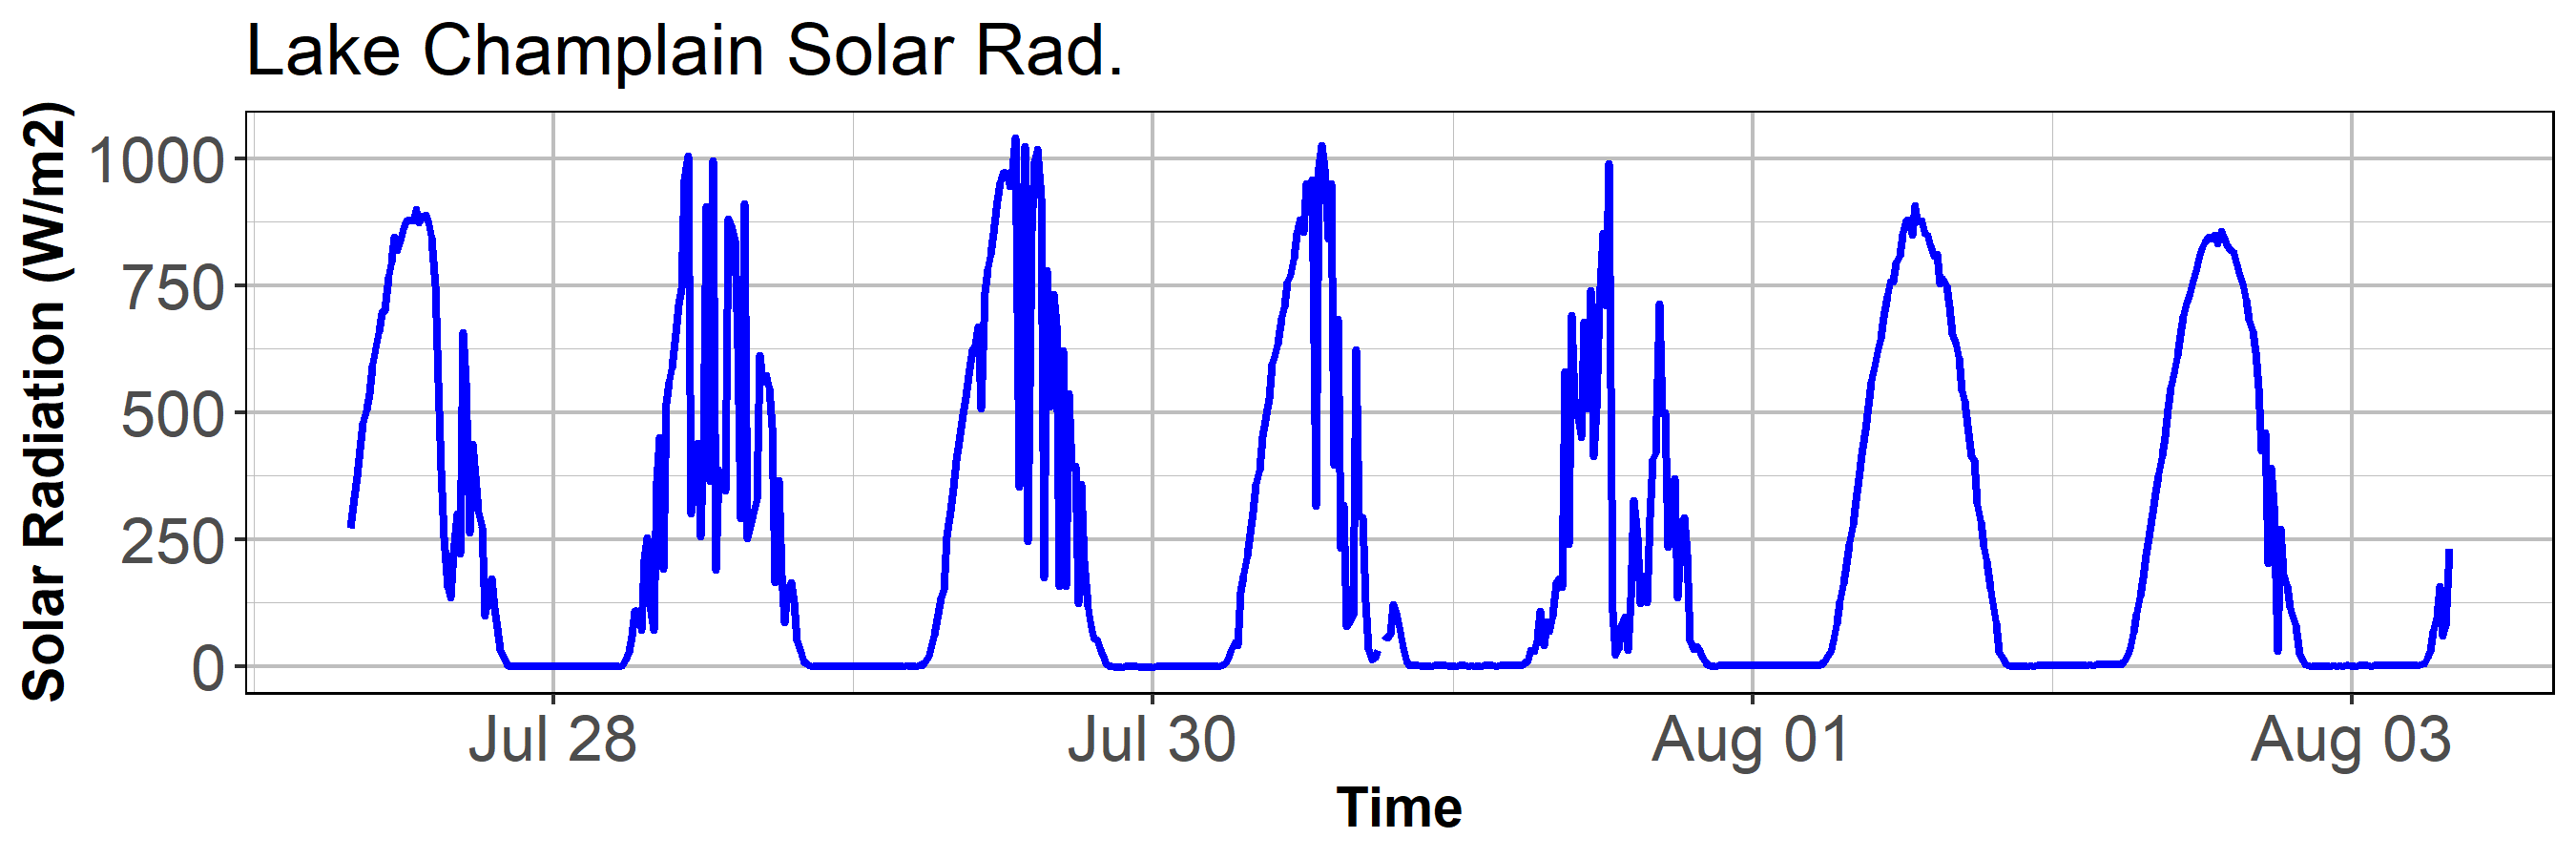 Lake Champlain Solar Rad.
Solar Radiation (W/m2)
1000
750
500
250
0
Jul 28
Jul 30
Aug 01
Aug 03
Time